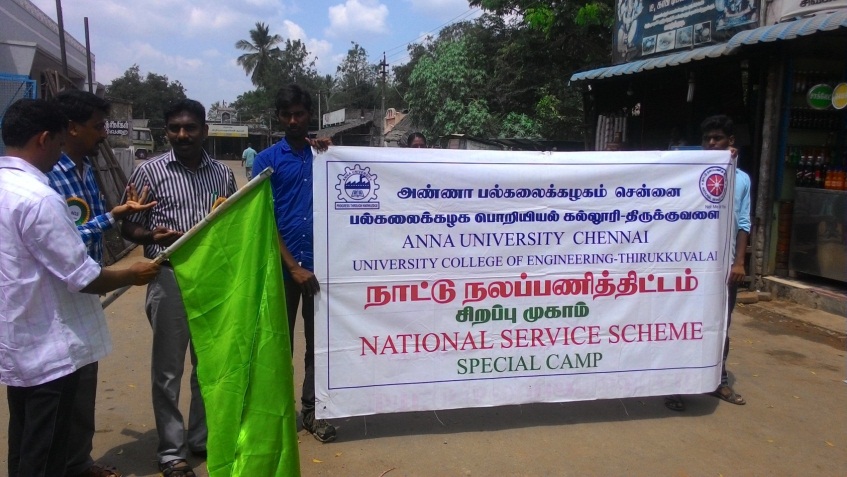 அண்ணா பல்கலைக்கழகம் சென்னை
பல்கலைக்கழக பொறியியல் கல்லூரி-திருக்குவளை
ANNA UNIVERSITY CHENNAI
UNIVERSITY COLLEGE OF ENGINEERING-THIRUKKUVALAI
நாட்டு நலப்பணித்திட்டம்
சிறப்பு முகாம்
NATIONAL SERVICE SCHEME
SPECIAL CAMP